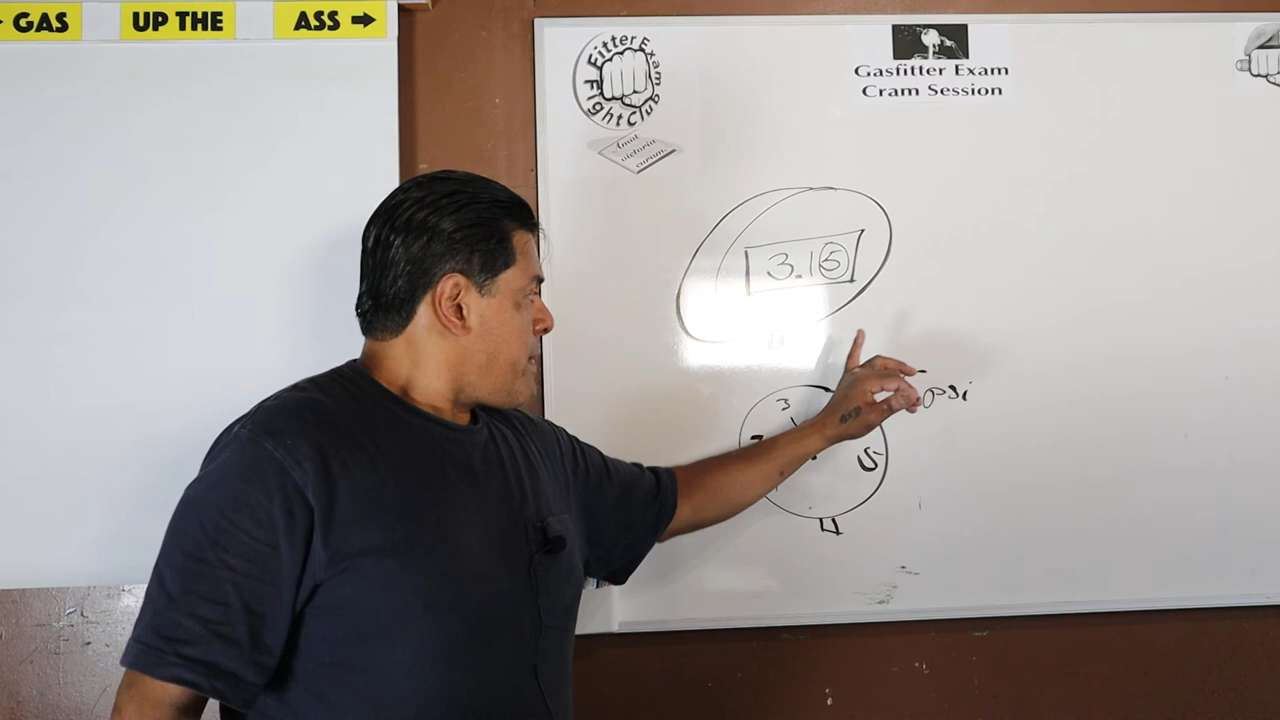 GAS UP THE ASS
Fitter Exam
Fight Club
Amat
victoria
curam.
Gasfitter Exam
Cram Session
3.15
psi
3
5